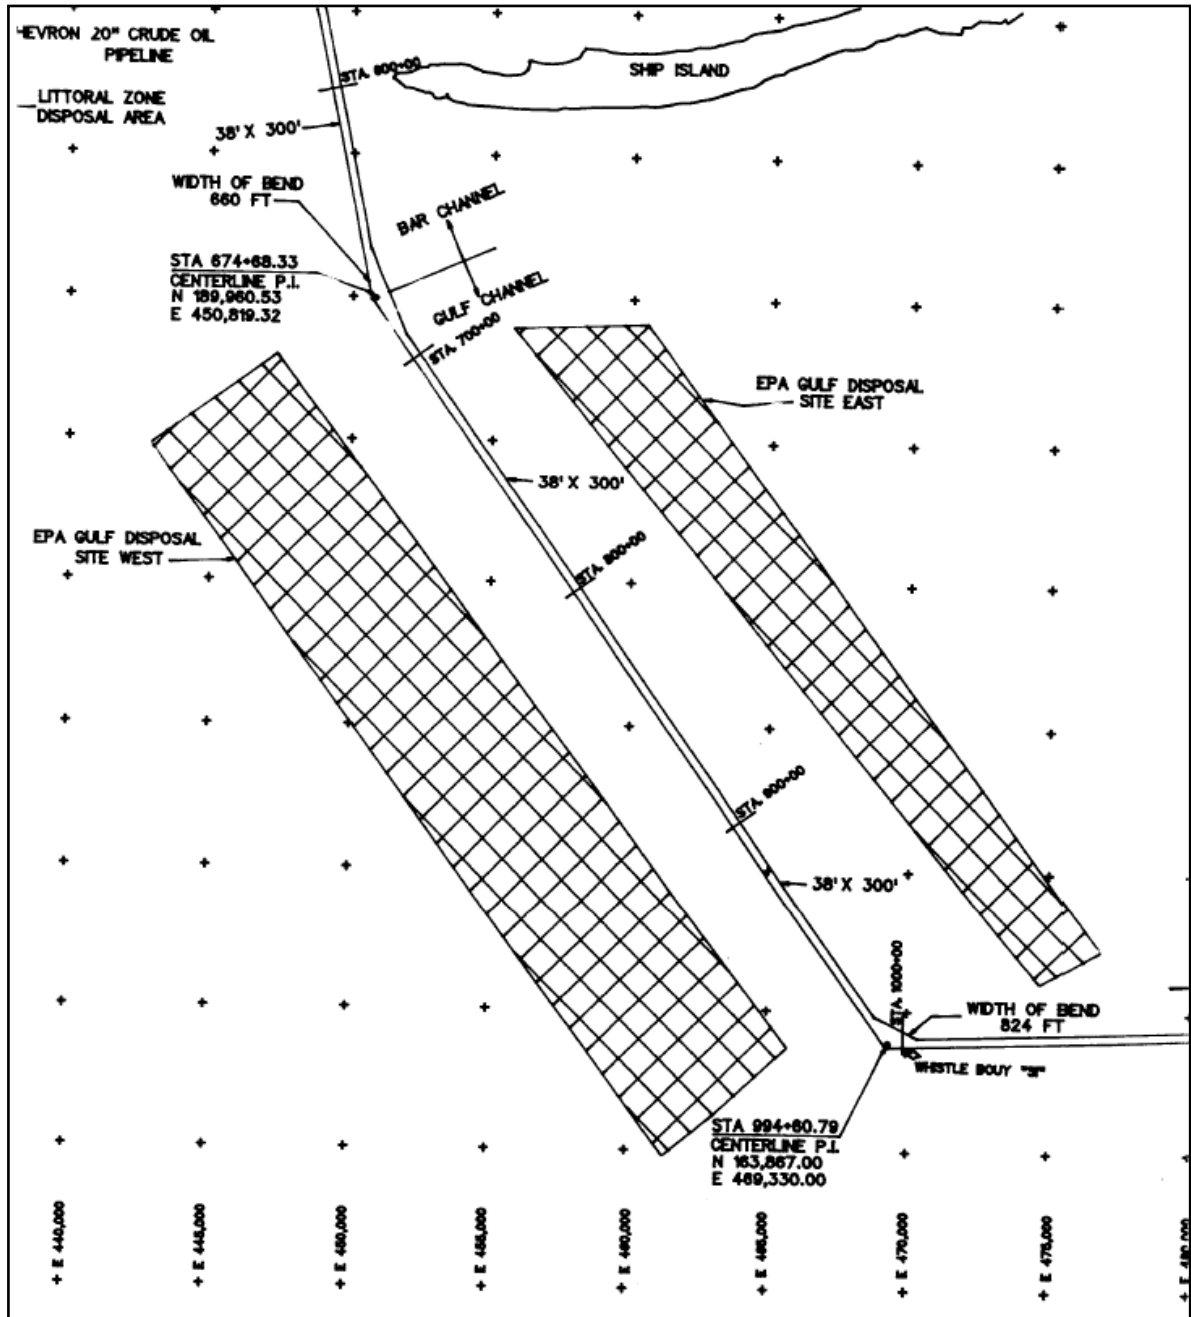 HEVRON 20" CRUDE OIL
PIPELINE
SHIP ISLAND
STA. 600+00
LITTORAL ZONE
DISPOSAL AREA
38' X 300'
WIDTH OF BEND
660 FT
BAR CHANNEL
STA 674+68.33
CENTERLINE P.I.
N 189,960.53
E 450,819.32
GULF CHANNEL
STA. 700+00
EPA GULF DISPOSAL
SITE EAST
38' X 300'
EPA GULF DISPOSAL
SITE WEST
STA. 800+00
STA. 900+00
38' X 300'
STA. 1000+00
WIDTH OF BEND
824 FT
WHISTLE BOUY
STA 994+60.79
CENTERLINE P.I.
N 163,867.00
E 469,330.00
+ E 440,000
+ E 445,000
+ E 450,000
+ E 455,000
+ E 460,000
+ E 465,000
+ E 470,000
+ E 475,000
+ E 480,000